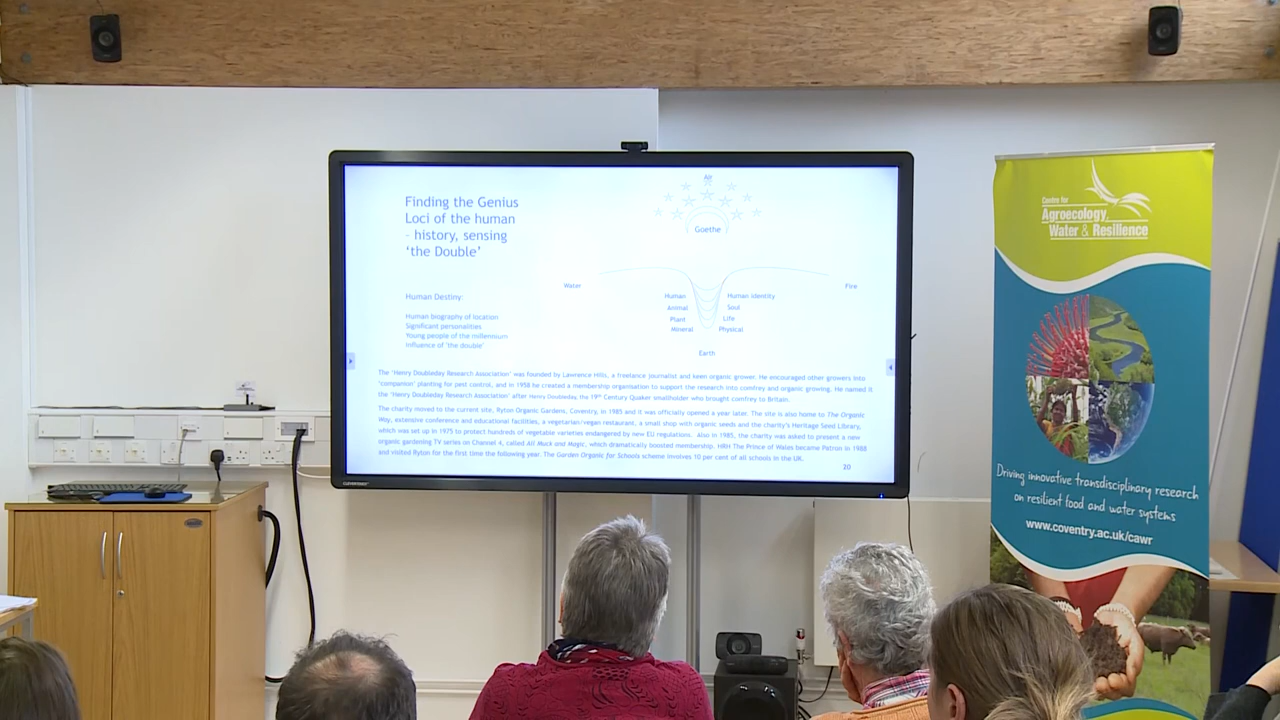 Finding the Genius
Loci of the human
– history, sensing
'the Double'
Human Destiny:
Human biography of location
Significant personalities
Young people of the millennium
Influence of 'the double'
Air
Goethe
Water
Fire
Human
Human identity
Animal
Soul
Plant
Life
Mineral
Physical
Earth
The 'Henry Doubleday Research Association' was founded by Lawrence Hills, a freelance journalist and keen organic grower. He encouraged other growers into
'companion' planting for pest control, and in 1958 he created a membership organisation to support the research into comfrey and organic growing. He named it
the 'Henry Doubleday Research Association' after Henry Doubleday, the 19th Century Quaker smallholder who brought comfrey to Britain.
The charity moved to the current site, Ryton Organic Gardens, Coventry, in 1985 and it was officially opened a year later. The site is also home to The Organic
Way, extensive conference and educational facilities, a vegetarian/vegan restaurant, a small shop with organic seeds and the charity's Heritage Seed Library,
which was set up in 1975 to protect hundreds of vegetable varieties endangered by new EU regulations. Also in 1985, the charity was asked to present a new
organic gardening TV series on Channel 4, called All Muck and Magic, which dramatically boosted membership. HRH The Prince of Wales became Patron in 1988
and visited Ryton for the first time the following year. The Garden Organic for Schools scheme involves 10 per cent of all schools in the UK.
20
CLEVERTOUCH
Centre for
Agroecology,
Water & Resilience
Driving innovative transdisciplinary research
on resilient food and water systems
www.coventry.ac.uk/cawr